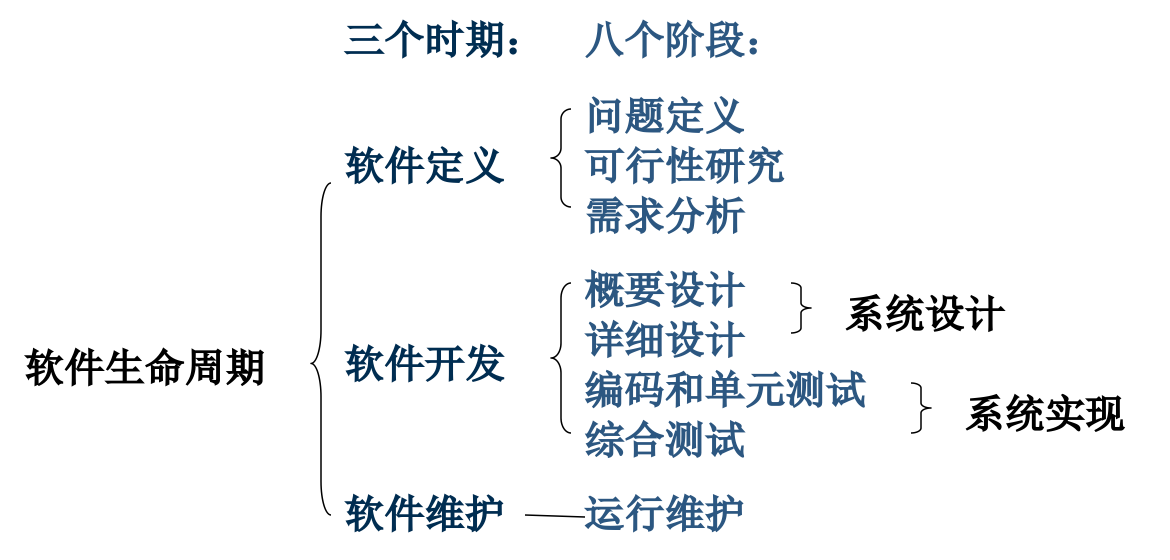 三个时期： 八个阶段：
问题定义
软件定义 可行性研究
需求分析
概要设计
系统设计
详细设计
软件生命周期 软件开发
编码和单元测试
系统实现
综合测试
软件维护 运行维护